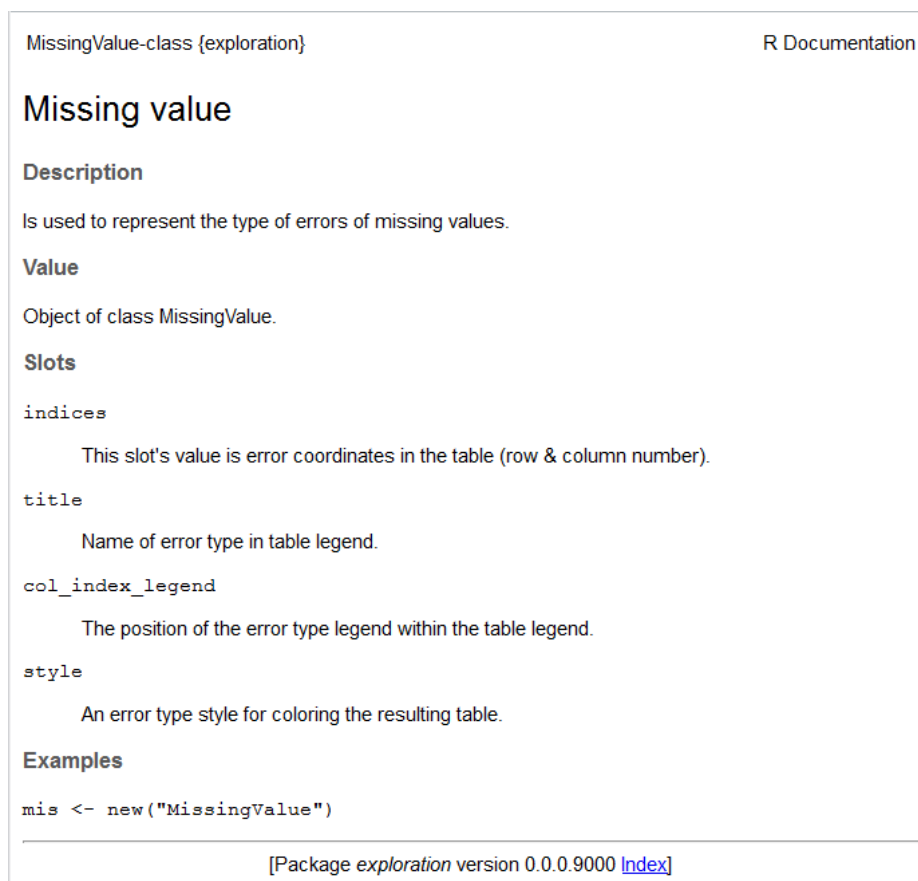 MissingValue-class {exploration} R Documentation
Missing value
Description
Is used to represent the type of errors of missing values.
Value
Object of class MissingValue.
Slots
indices
This slot's value is error coordinates in the table (row & column number).
title
Name of error type in table legend.
col_index_legend
The position of the error type legend within the table legend.
style
An error type style for coloring the resulting table.
Examples
mis <- new("MissingValue")
[Package exploration version 0.0.0.9000 Index]